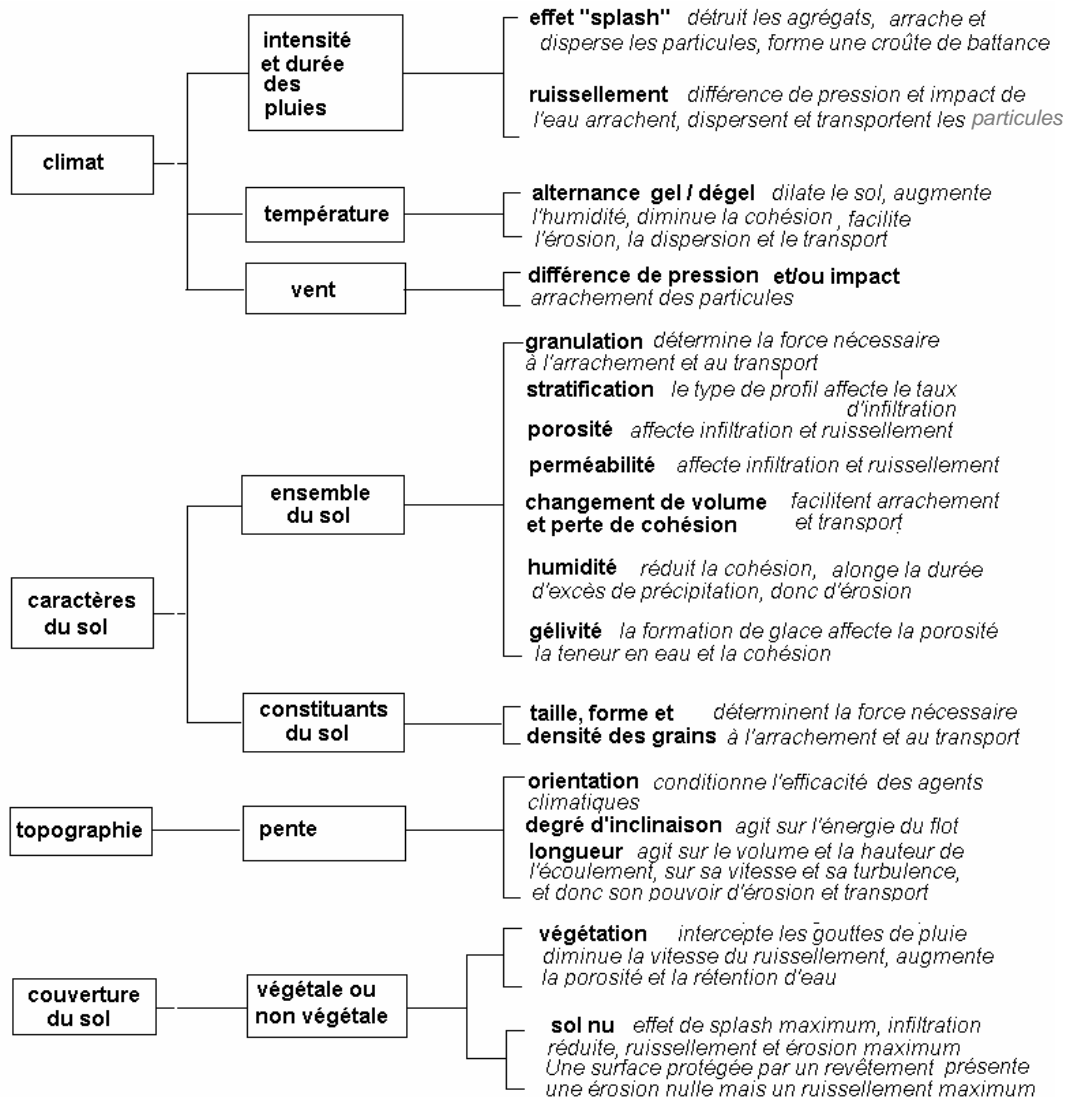 climat
intensité
et durée
des
pluies
effet "splash" détruit les agrégats, arrache et
disperse les particules, forme une croûte de battance
ruissellement différence de pression et impact de
l'eau arrachent, dispersent et transportent les particules
température
alternance gel / dégel dilate le sol, augmente
l'humidité, diminue la cohésion, facilite
l'érosion, la dispersion et le transport
vent
différence de pression et/ou impact
arrachement des particules
caractères
du sol
ensemble
du sol
granulation détermine la force nécessaire
à l'arrachement et au transport
stratification le type de profil affecte le taux
d'infiltration
porosité affecte infiltration et ruissellement
perméabilité affecte infiltration et ruissellement
changement de volume facilitent arrachement
et perte de cohésion et transport
humidité réduit la cohésion, alonge la durée
d'excès de précipitation, donc d'érosion
gélivité la formation de glace affecte la porosité
la teneur en eau et la cohésion
constituants
du sol
taille, forme et déterminent la force nécessaire
densité des grains à l'arrachement et au transport
topographie
pente
orientation conditionne l'efficacité des agents
climatiques
degré d'inclinaison agit sur l'énergie du flot
longueur agit sur le volume et la hauteur de
l'écoulement, sur sa vitesse et sa turbulence,
et donc son pouvoir d'érosion et transport
couverture
du sol
végétale ou
non végétale
végétation intercepte les gouttes de pluie
diminue la vitesse du ruissellement, augmente
la porosité et la rétention d'eau
sol nu effet de splash maximum, infiltration
réduite, ruissellement et érosion maximum
Une surface protégée par un revêtement présente
une érosion nulle mais un ruissellement maximum